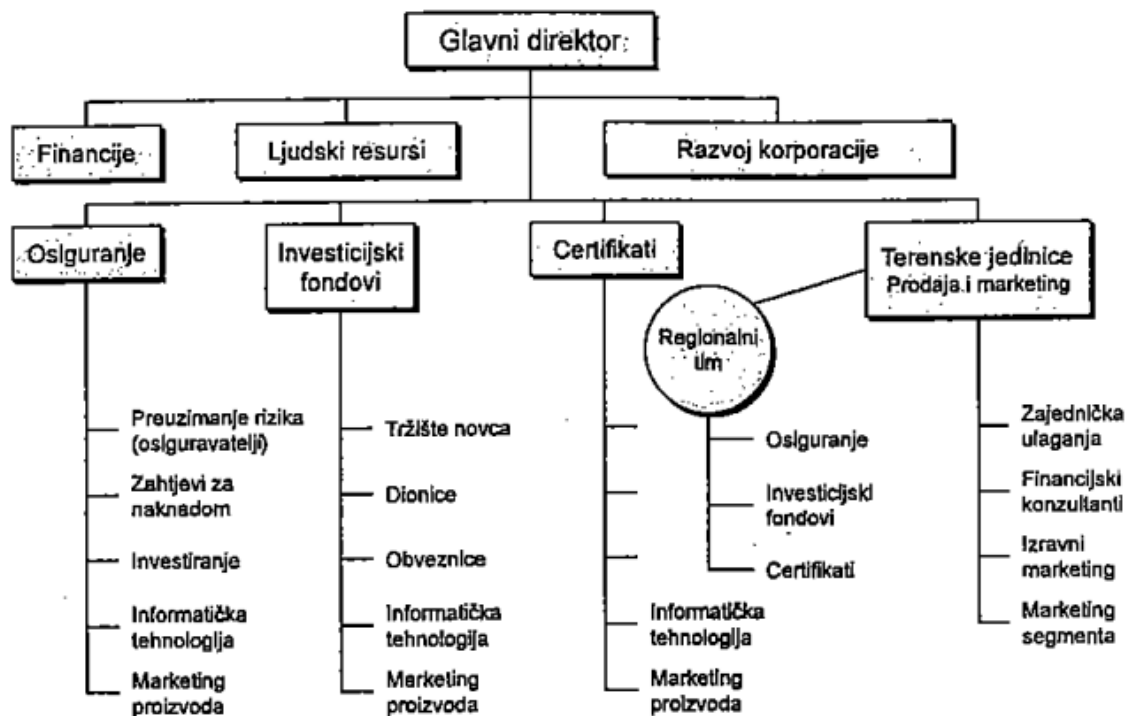 Glavni direktor
Financije
Ljudski resursi
Razvoj korporacije
Osiguranje
Investicijski
fondovi
Certifikati
Terenske jedinice
Prodaja i marketing
Regionalni
tim
Preuzimanje rizika
(osiguravatelji)
Zahtjevi za
naknadom
Investiranje
Informatička
tehnologija
Marketing
proizvoda
Tržište novca
Dionice
Obveznice
Informatička
tehnologija
Marketing
proizvoda
Informatička
tehnologija
Marketing
proizvoda
Osiguranje
Investicijski
fondovi
Certifikati
Zajednička
ulaganja
Financijski
konzultanti
Izravni
marketing
Marketing
segmenta